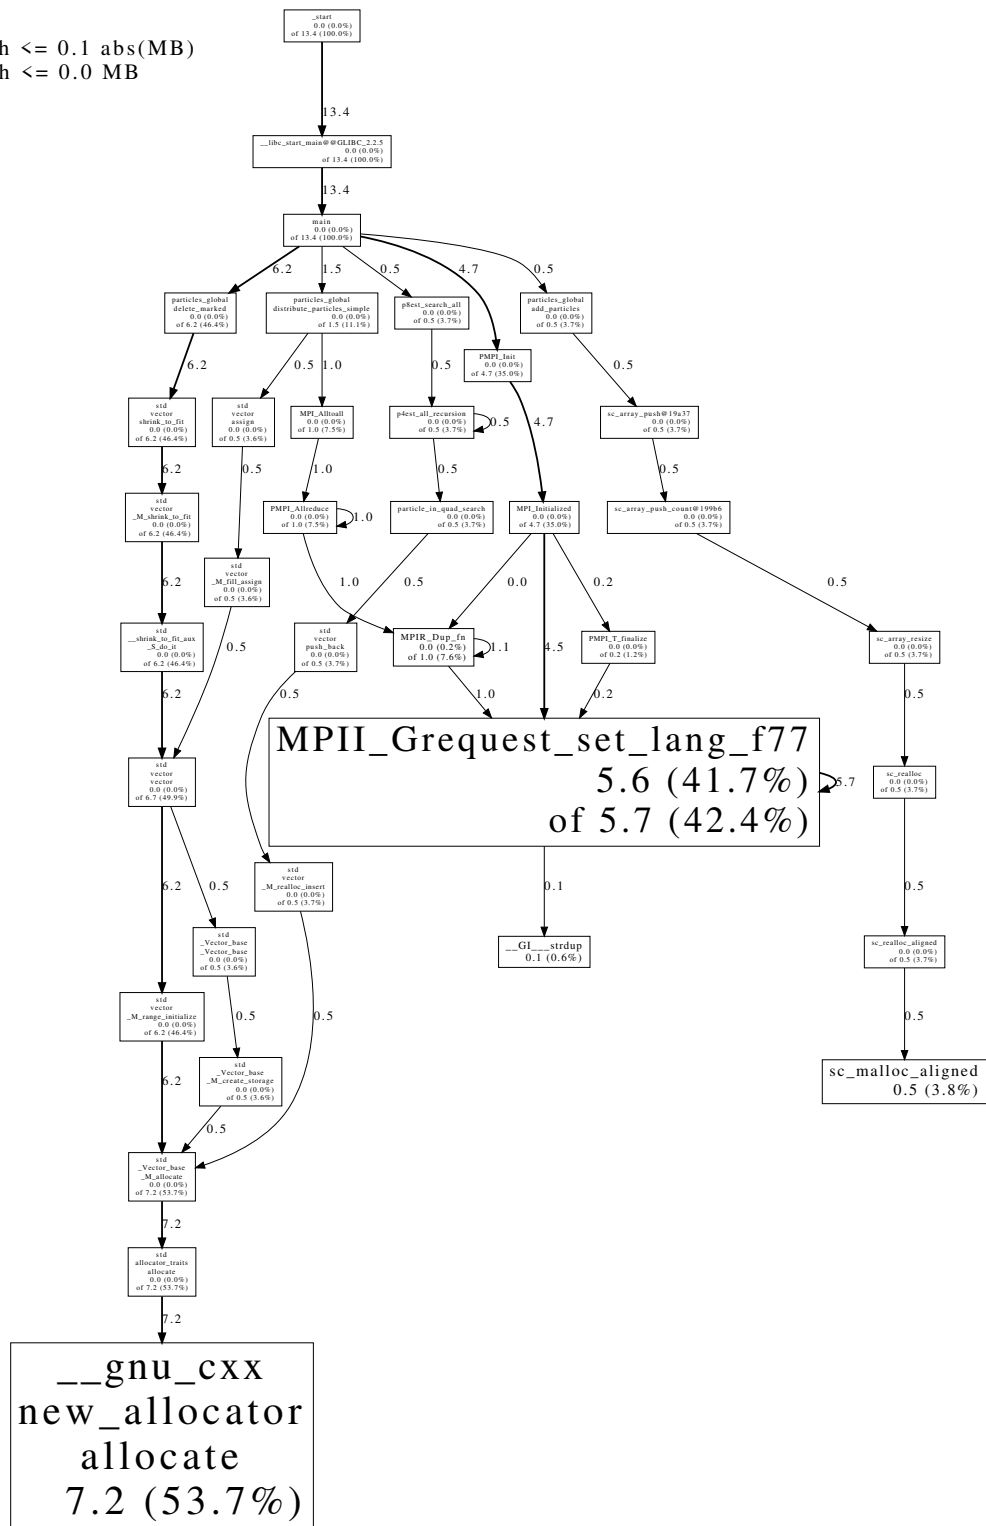 _start
0.0 (0.0%)
of 13.4 (100.0%)
h <= 0.1 abs(MB)
h <= 0.0 MB
13.4
__libc_start_main@@GLIBC_2.2.5
0.0 (0.0%)
of 13.4 (100.0%)
13.4
main
0.0 (0.0%)
of 13.4 (100.0%)
6.2
1.5
0.5
4.7
0.5
particles_global
delete_marked
0.0 (0.0%)
of 6.2 (46.4%)
particles_global
distribute_particles_simple
0.0 (0.0%)
of 1.5 (11.1%)
p8est_search_all
0.0 (0.0%)
of 0.5 (3.7%)
particles_global
add_particles
0.0 (0.0%)
of 0.5 (3.7%)
PMPI_Init
0.0 (0.0%)
of 4.7 (35.0%)
6.2
0.5
1.0
0.5
0.5
std
vector
shrink_to_fit
0.0 (0.0%)
of 6.2 (46.4%)
std
vector
assign
0.0 (0.0%)
of 0.5 (3.6%)
MPI_Alltoall
0.0 (0.0%)
of 1.0 (7.5%)
p4est_all_recursion
0.0 (0.0%)
of 0.5 (3.7%)
0.5
4.7
sc_array_push@19a37
0.0 (0.0%)
of 0.5 (3.7%)
6.2
0.5
1.0
0.5
0.5
std
vector
_M_shrink_to_fit
0.0 (0.0%)
of 6.2 (46.4%)
PMPI_Allreduce
0.0 (0.0%)
of 1.0 (7.5%)
1.0
particle_in_quad_search
0.0 (0.0%)
of 0.5 (3.7%)
MPI_Initialized
0.0 (0.0%)
of 4.7 (35.0%)
sc_array_push_count@199b6
0.0 (0.0%)
of 0.5 (3.7%)
std
vector
_M_fill_assign
0.0 (0.0%)
of 0.5 (3.6%)
6.2
1.0
0.5
0.0
0.2
0.5
std
__shrink_to_fit_aux
_S_do_it
0.0 (0.0%)
of 6.2 (46.4%)
0.5
std
vector
push_back
0.0 (0.0%)
of 0.5 (3.7%)
MPIR_Dup_fn
0.0 (0.2%)
of 1.0 (7.6%)
1.1
4.5
PMPI_T_finalize
0.0 (0.0%)
of 0.2 (1.2%)
sc_array_resize
0.0 (0.0%)
of 0.5 (3.7%)
6.2
0.5
1.0
0.2
0.5
std
vector
vector
0.0 (0.0%)
of 6.7 (49.9%)
MPII_Grequest_set_lang_f77
5.6 (41.7%)
of 5.7 (42.4%)
5.7
sc_realloc
0.0 (0.0%)
of 0.5 (3.7%)
6.2
0.5
std
vector
_M_realloc_insert
0.0 (0.0%)
of 0.5 (3.7%)
0.1
0.5
std
_Vector_base
_Vector_base
0.0 (0.0%)
of 0.5 (3.6%)
__GI___strdup
0.1 (0.6%)
sc_realloc_aligned
0.0 (0.0%)
of 0.5 (3.7%)
std
vector
_M_range_initialize
0.0 (0.0%)
of 6.2 (46.4%)
0.5
0.5
0.5
6.2
std
_Vector_base
_M_create_storage
0.0 (0.0%)
of 0.5 (3.6%)
sc_malloc_aligned
0.5 (3.8%)
0.5
std
_Vector_base
_M_allocate
0.0 (0.0%)
of 7.2 (53.7%)
7.2
std
allocator_traits
allocate
0.0 (0.0%)
of 7.2 (53.7%)
7.2
__gnu_cxx
new_allocator
allocate
7.2 (53.7%)